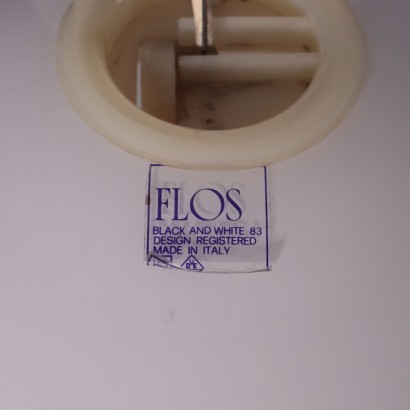 FLOS
BLACK AND WHITE 83
DESIGN REGISTERED
MADE IN ITALY